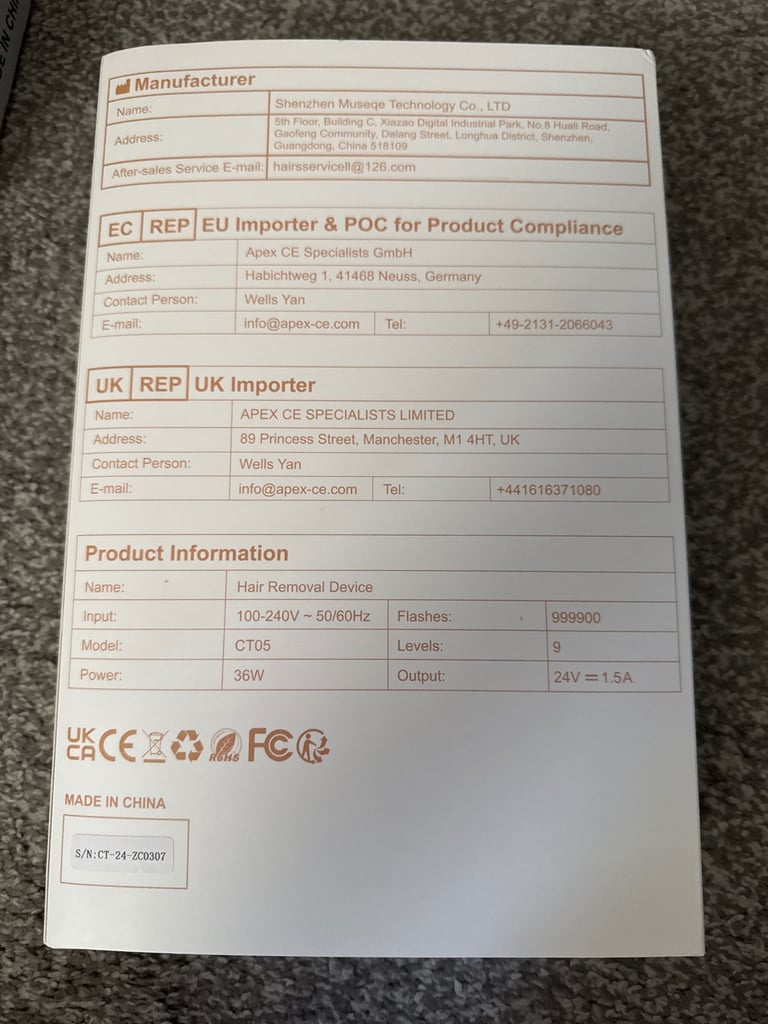 DE IN CHI
Manufacturer
Name: Shenzhen Museqe Technology Co., LTD
Address: 5th Floor, Building C, Xiazao Digital Industrial Park, No.8 Huali Road,
Gaofeng Community, Dalang Street, Longhua District, Shenzhen,
Guangdong, China 518109
After-sales Service E-mail: hairsservicell@126.com
EC REP EU Importer & POC for Product Compliance
Name: Apex CE Specialists GmbH
Address: Habichtweg 1, 41468 Neuss, Germany
Contact Person: Wells Yan
E-mail: info@apex-ce.com Tel: +49-2131-2066043
UK REP UK Importer
Name: APEX CE SPECIALISTS LIMITED
Address: 89 Princess Street, Manchester, M1 4HT, UK
Contact Person: Wells Yan
E-mail: info@apex-ce.com Tel: +441616371080
Product Information
Name: Hair Removal Device
Input: 100-240V ~ 50/60Hz Flashes: 999900
Model: CT05 Levels: 9
Power: 36W Output: 24V ⎓ 1.5A
UK CA CE RoHS FC
MADE IN CHINA
S/N:CT-24-ZC0307